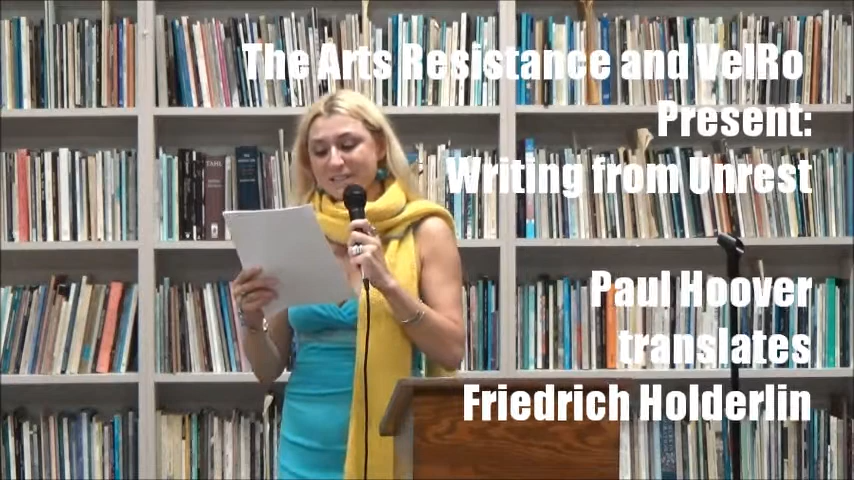 The Arts Resistance and VelRo
Present:
Writing from Unrest
Paul Hoover
translates
Friedrich Holderlin